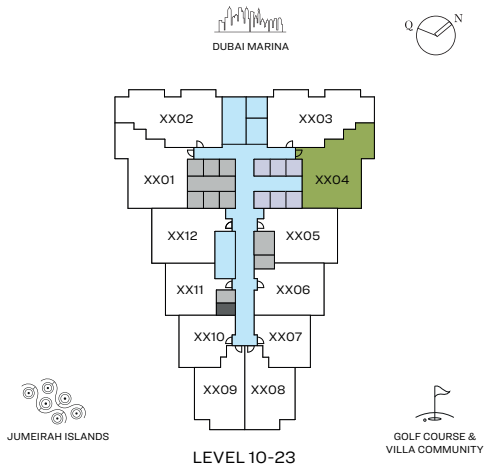 DUBAI MARINA
Q N
XX02 XX03
XX01 XX04
XX12 XX05
XX11 XX06
XX10 XX07
XX09 XX08
JUMEIRAH ISLANDS
GOLF COURSE &
VILLA COMMUNITY
LEVEL 10-23